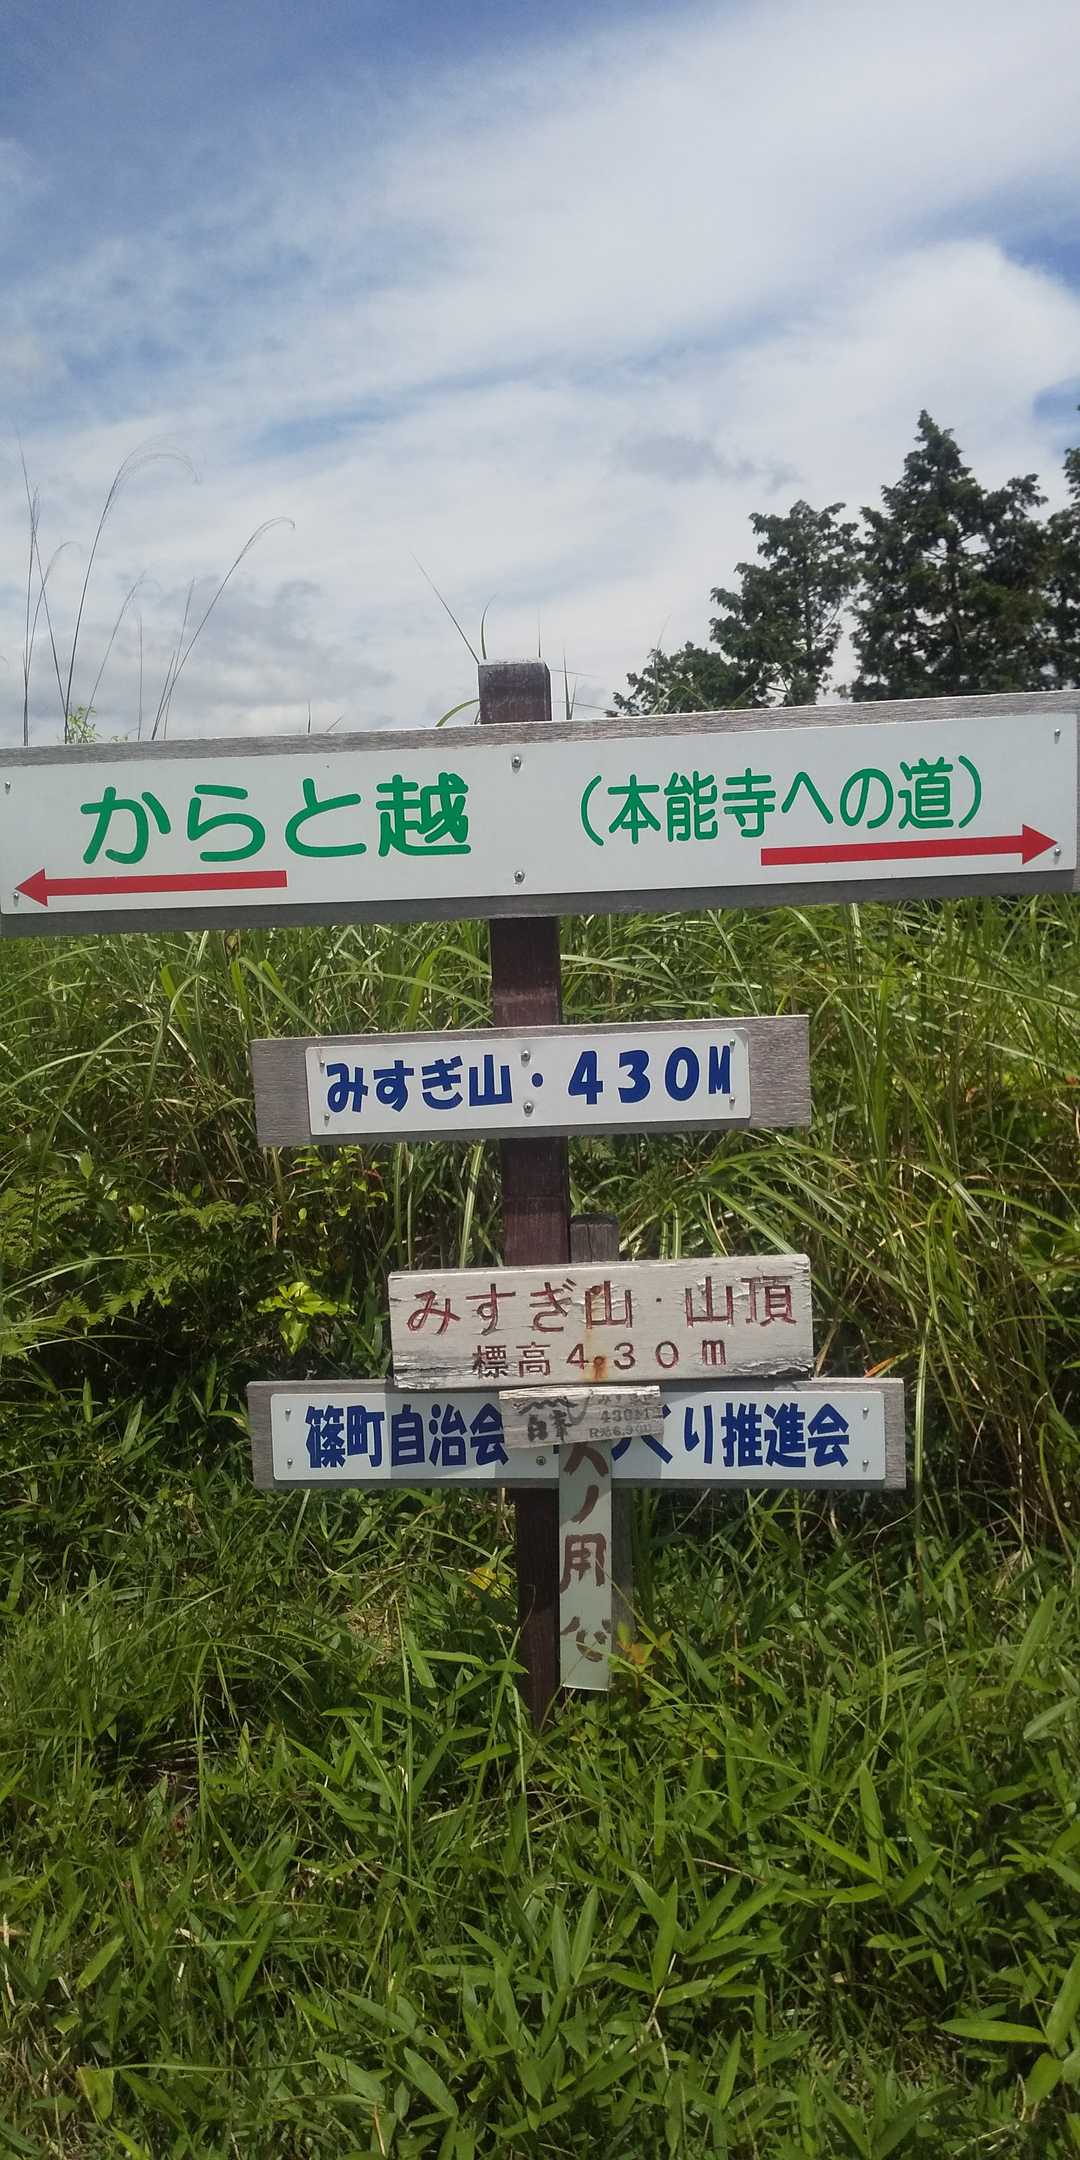 からと越 (本能寺への道)
みすぎ山・430M
みすぎ山・山頂
標高430m
430M
篠町自治会 くり推進会
火ノ用心